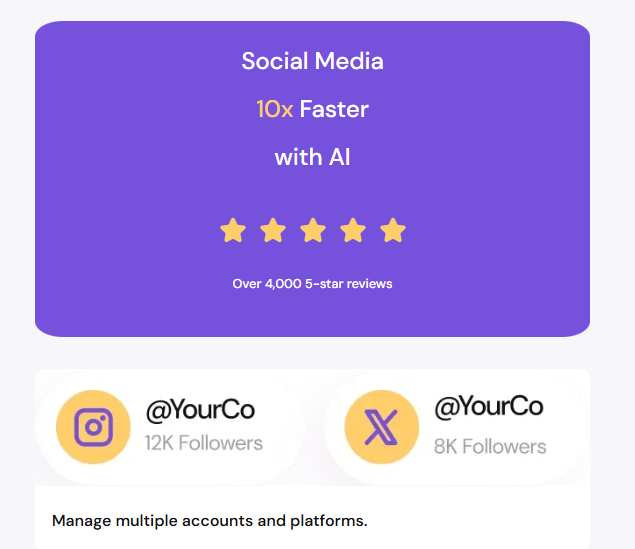 Social Media
10x Faster
with AI
Over 4,000 5-star reviews
@YourCo
12K Followers
@YourCo
8K Followers
Manage multiple accounts and platforms.